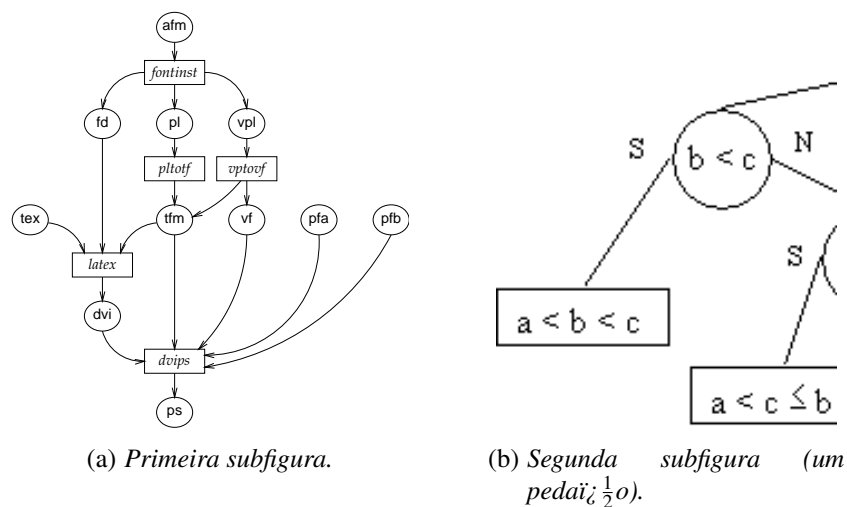 afm
fontinst
fd pl vpl
pltotf vptovf
tex tfm vf pfa pfb
latex
dvi
dvips
ps
(a) Primeira subfigura.
b < c
S N
S
a < b < c
a < c ≤ b
(b) Segunda subfigura (um
pedaï¿½o).